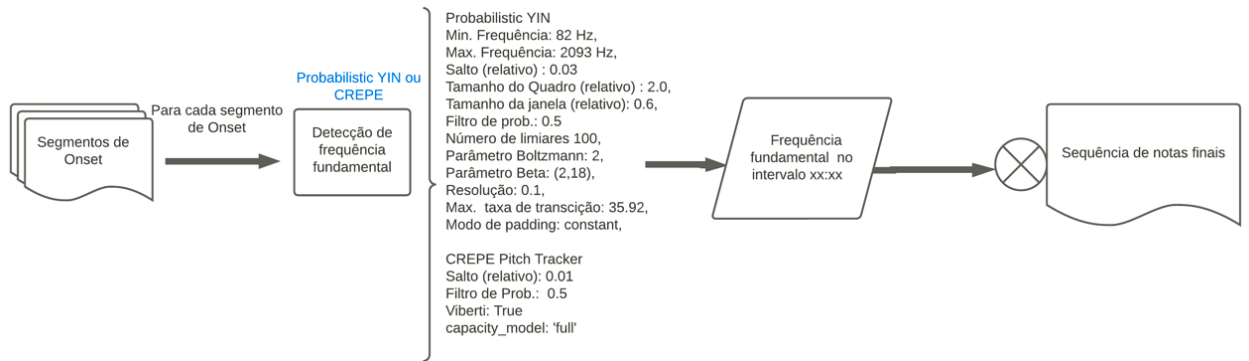 Segmentos de
Onset
Para cada segmento
de Onset
Probabilistic YIN ou
CREPE
Detecção de
frequência
fundamental
Probabilistic YIN
Min. Frequência: 82 Hz,
Max. Frequência: 2093 Hz,
Salto (relativo) : 0.03
Tamanho do Quadro (relativo) : 2.0,
Tamanho da janela (relativo): 0.6,
Filtro de prob.: 0.5
Número de limiares 100,
Parâmetro Boltzmann: 2,
Parâmetro Beta: (2,18),
Resolução: 0.1,
Max. taxa de transcição: 35.92,
Modo de padding: constant,
CREPE Pitch Tracker
Salto (relativo): 0.01
Filtro de Prob.: 0.5
Viberti: True
capacity_model: 'full'
Frequência
fundamental no
intervalo xx:xx
Sequência de notas finais